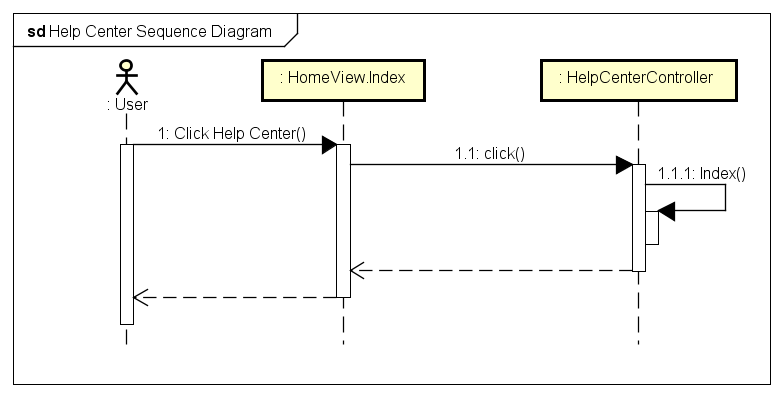 sd Help Center Sequence Diagram
: User
: HomeView.Index
: HelpCenterController
1: Click Help Center()
1.1: click()
1.1.1: Index()